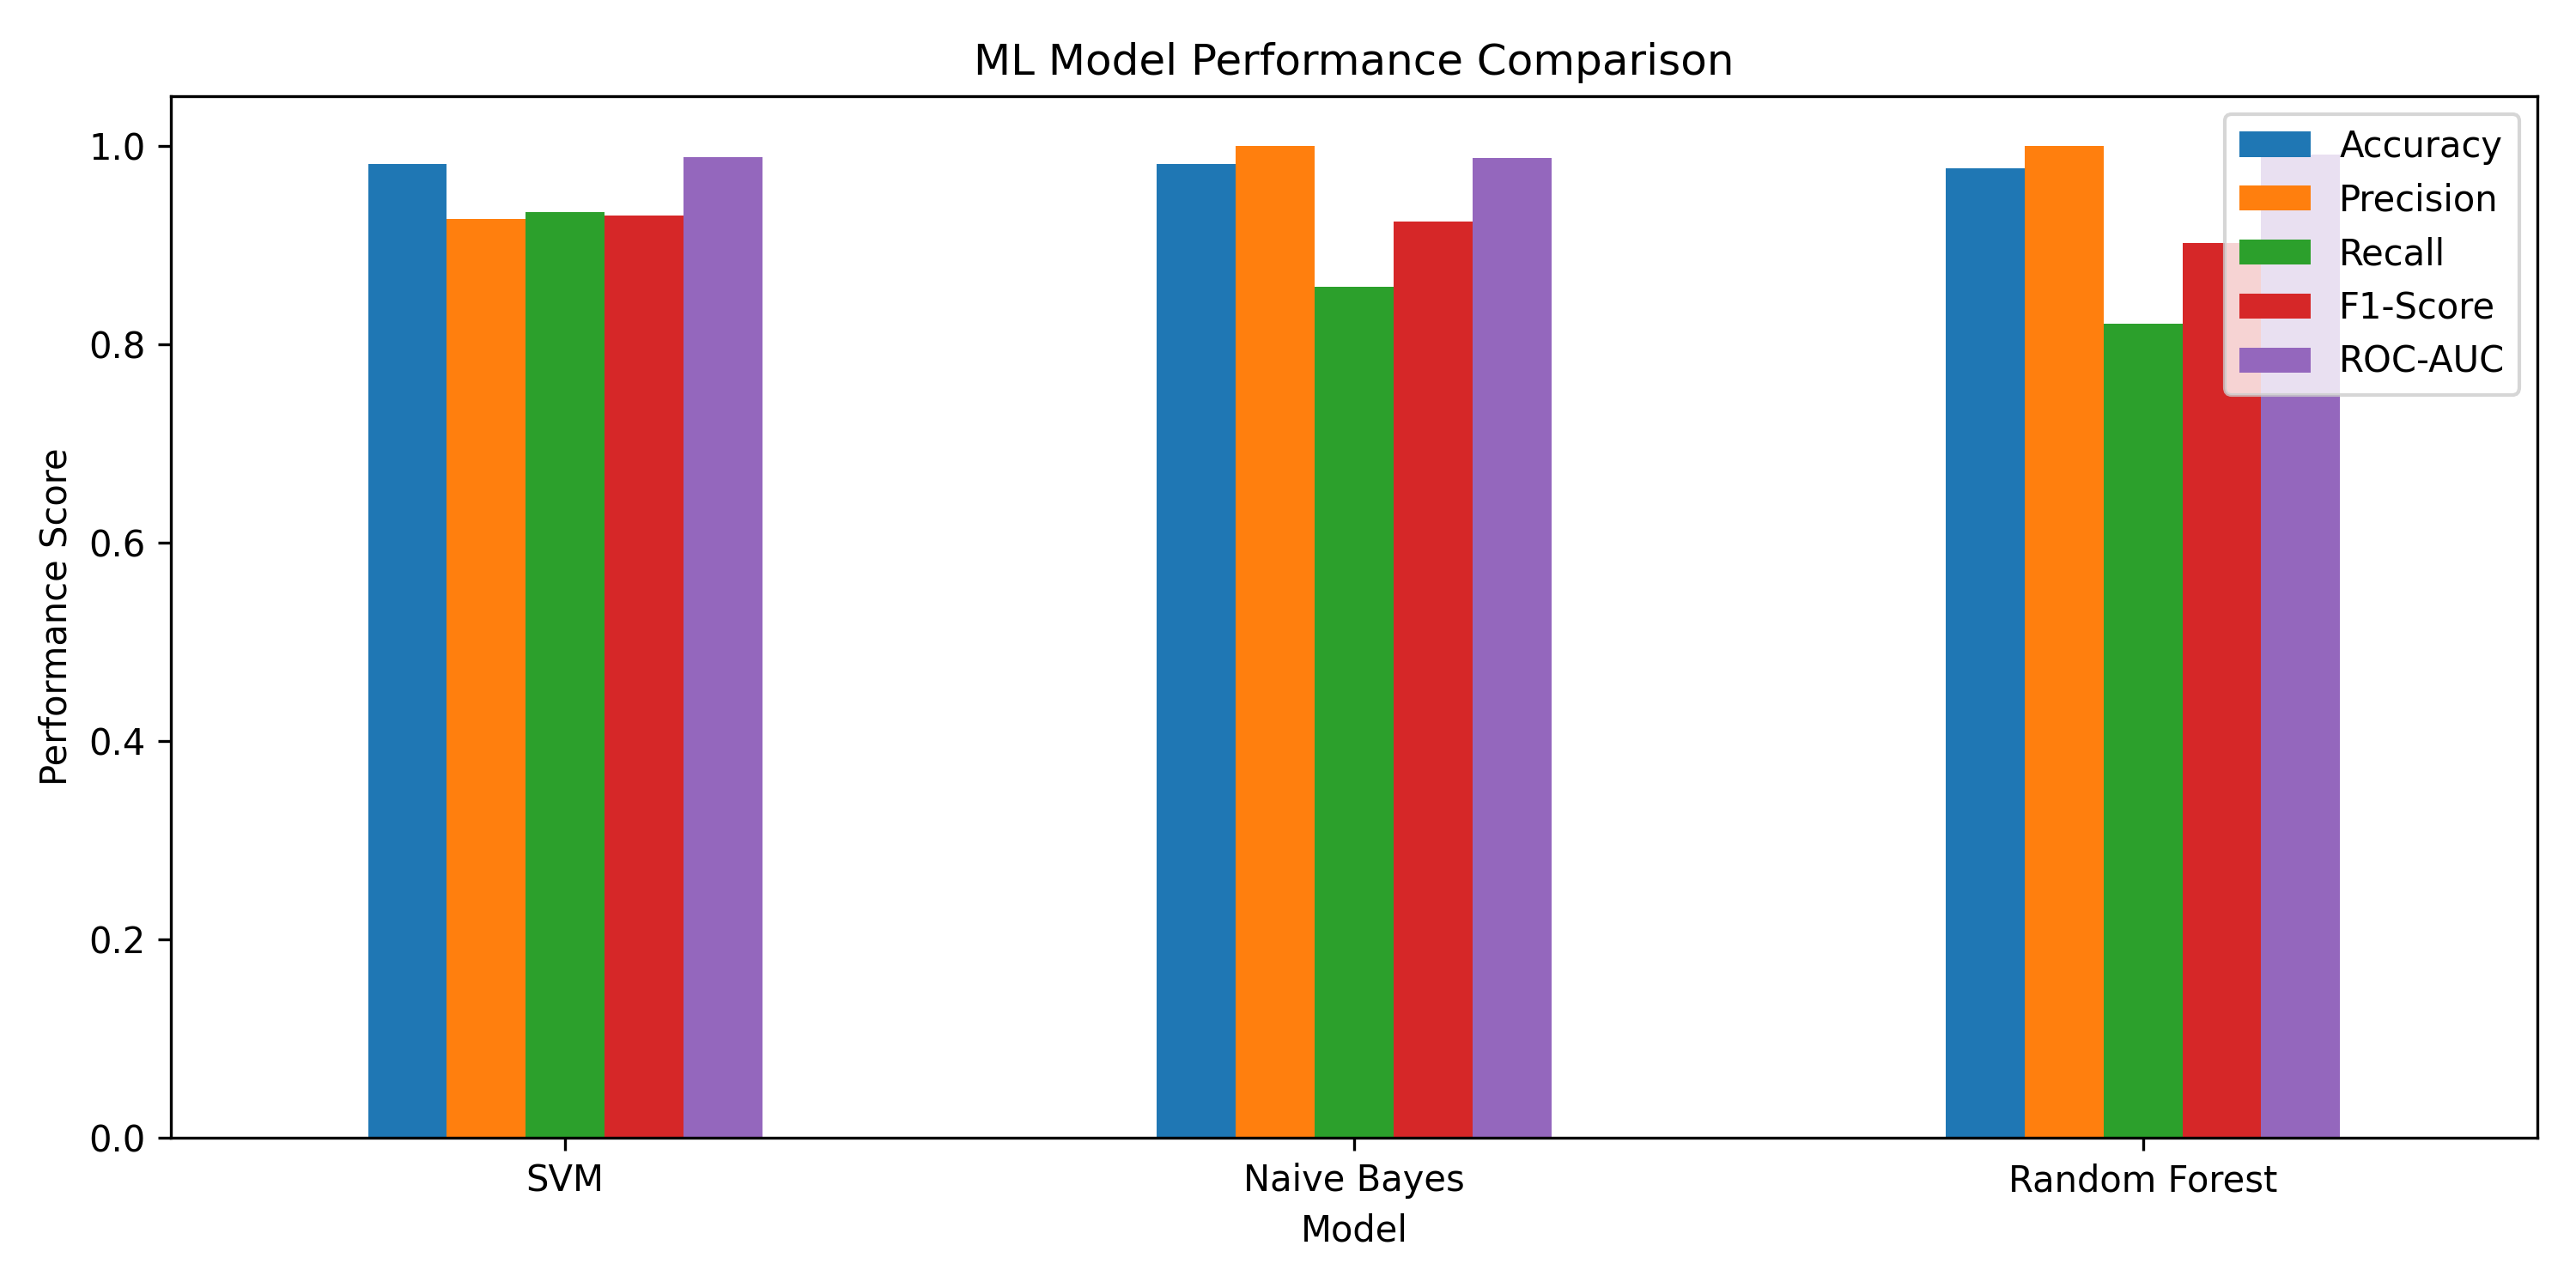 ML Model Performance Comparison
1.0
0.8
0.6
0.4
0.2
0.0
Performance Score
Accuracy
Precision
Recall
F1-Score
ROC-AUC
SVM
Naive Bayes
Random Forest
Model